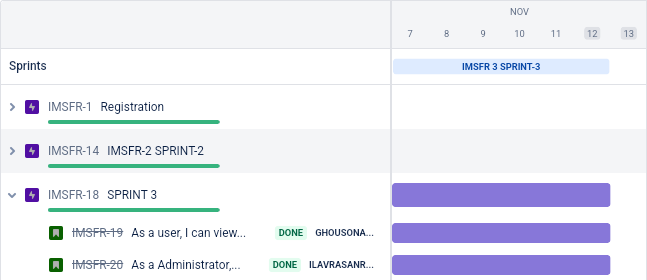 NOV
7 8 9 10 11 12 13
Sprints IMSFR 3 SPRINT-3
IMSFR-1 Registration
IMSFR-14 IMSFR-2 SPRINT-2
IMSFR-18 SPRINT 3
IMSFR-19 As a user, I can view... DONE GHOUSONA...
IMSFR-20 As a Administrator,... DONE ILAVRASANR...